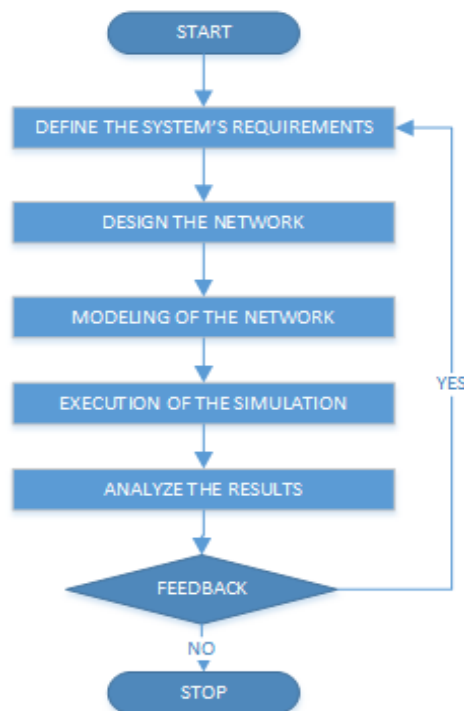 START
DEFINE THE SYSTEM'S REQUIREMENTS
DESIGN THE NETWORK
MODELING OF THE NETWORK
YES
EXECUTION OF THE SIMULATION
ANALYZE THE RESULTS
FEEDBACK
NO
STOP